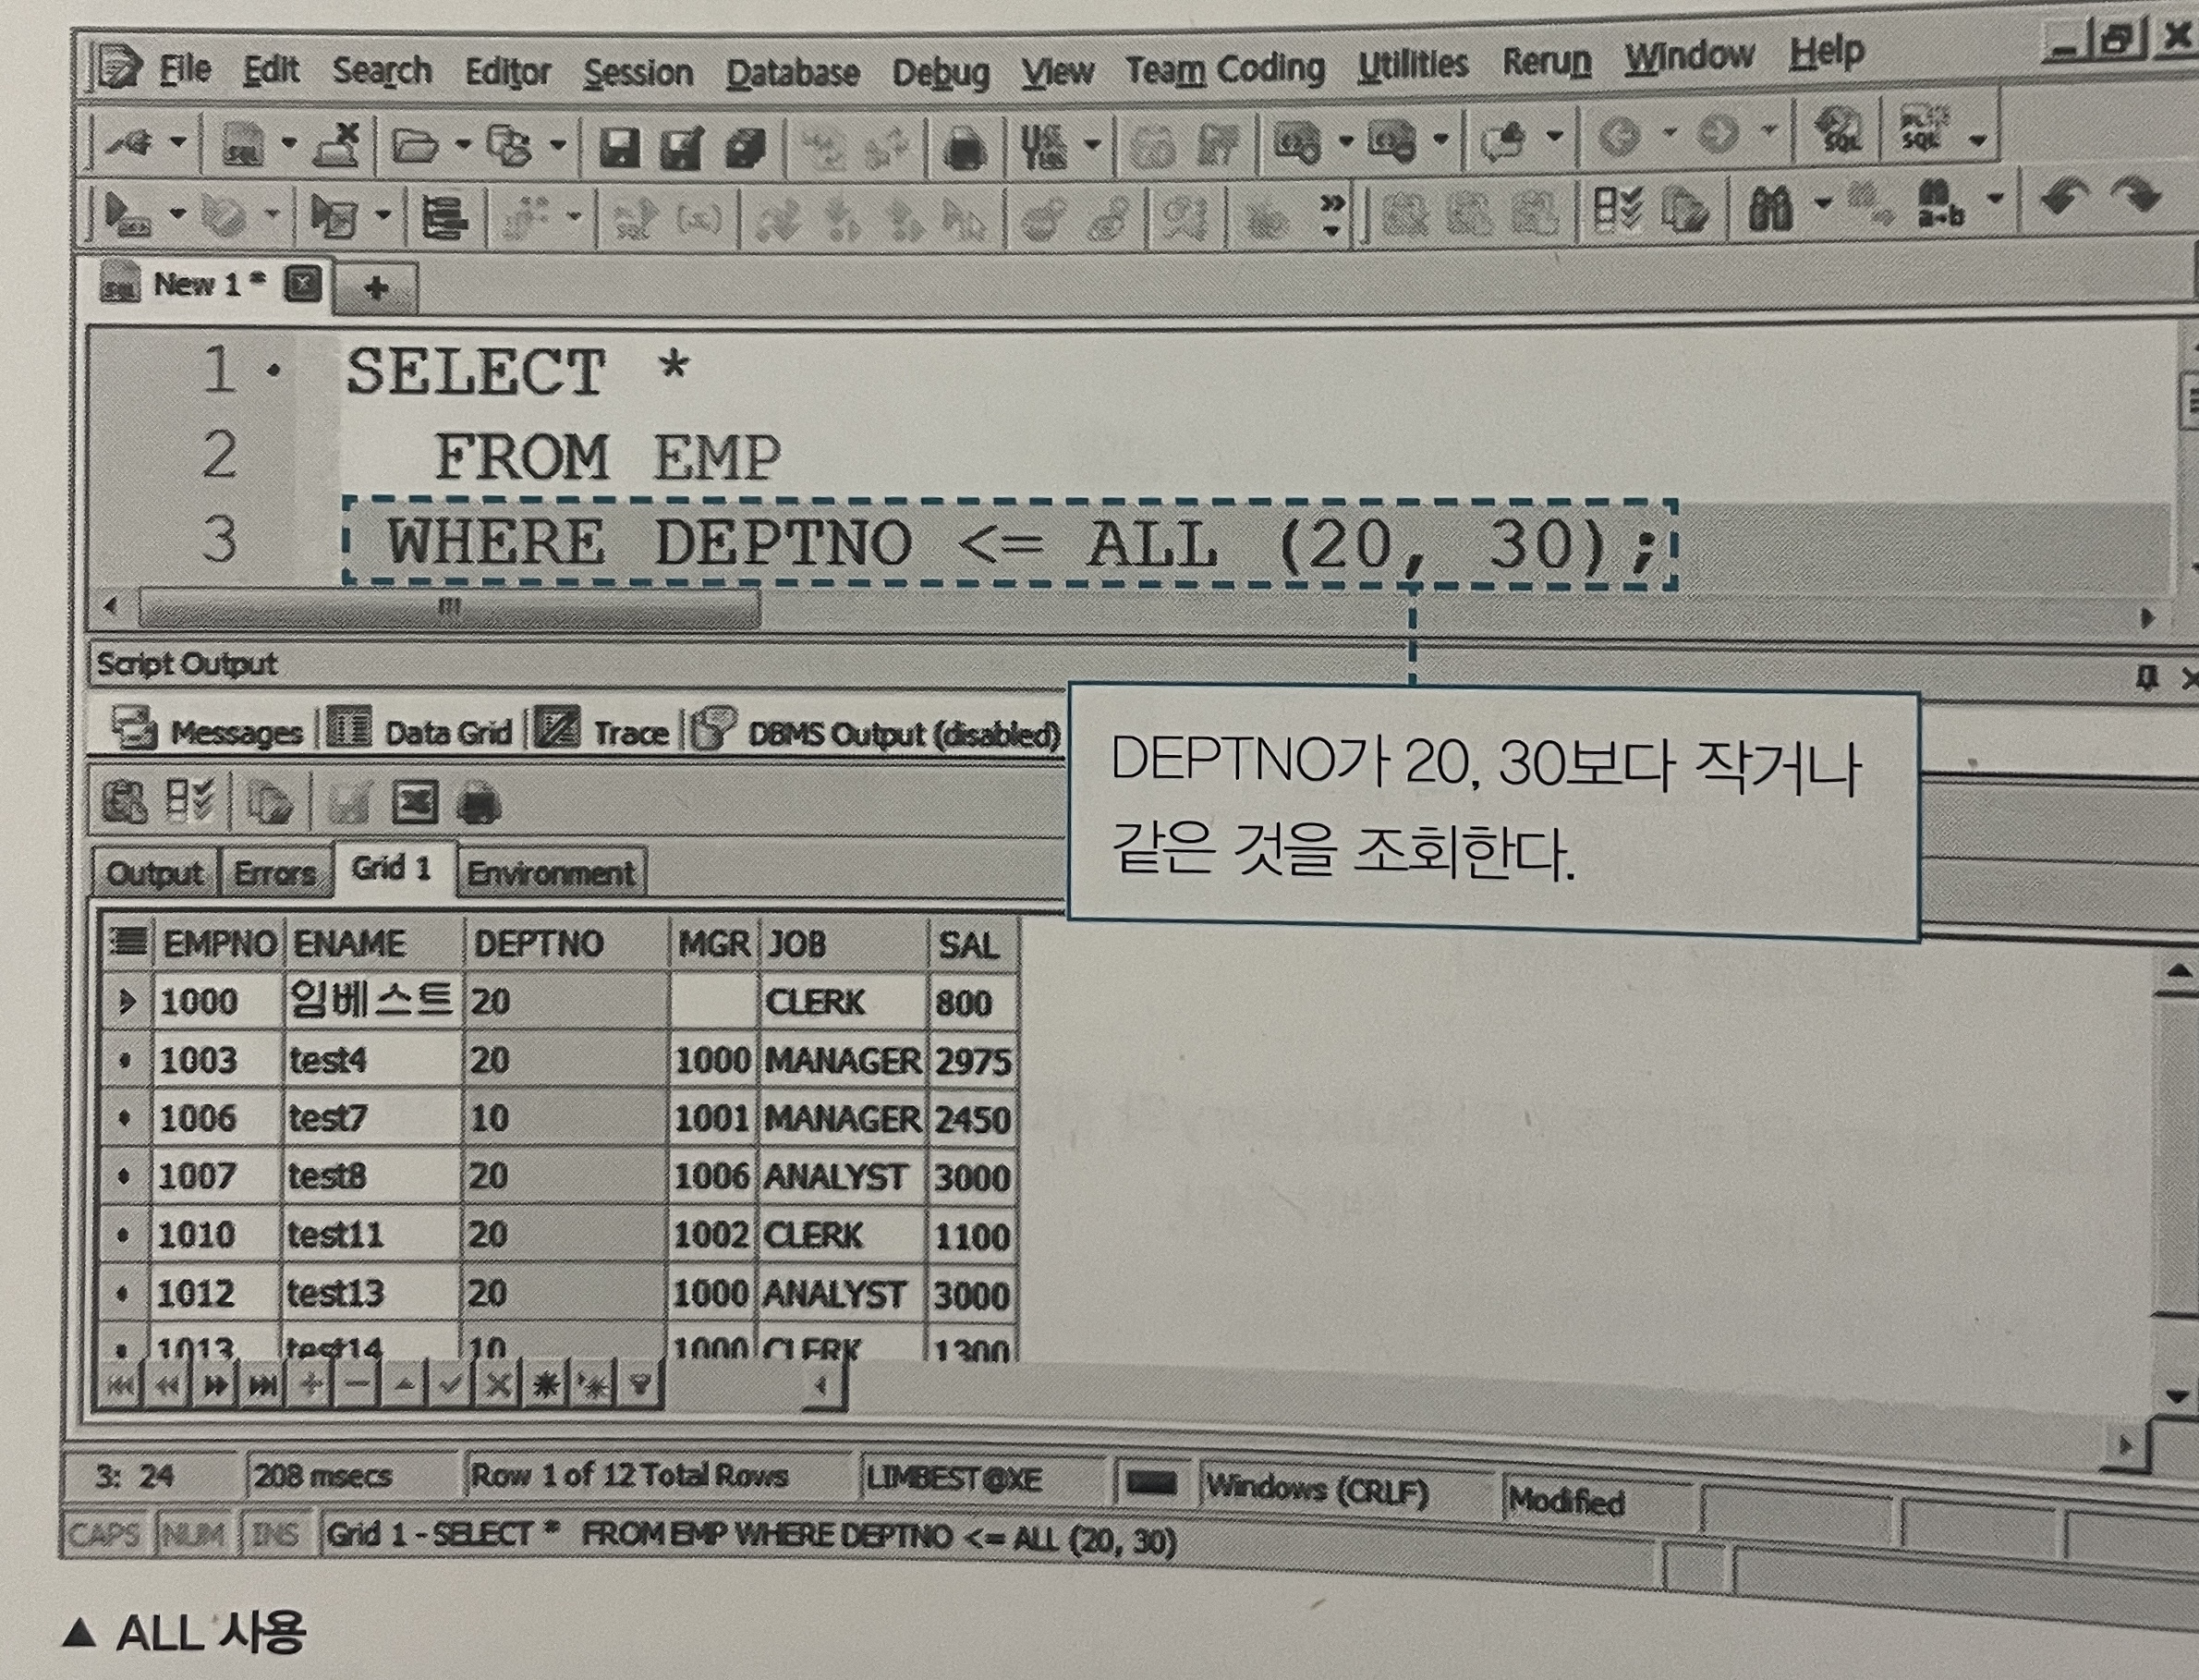 File Edit Search Editor Session Database Debug View Team Coding Utilities Rerun Window Help
SQL SQL SQL
New 1 *
1 SELECT *
2 FROM EMP
3 WHERE DEPTNO <= ALL (20, 30);
Script Output
Messages Data Grid Trace DBMS Output (disabled)
DEPTNO가 20, 30보다 작거나
같은 것을 조회한다.
Output Errors Grid 1 Environment
EMPNO ENAME DEPTNO MGR JOB SAL
1000 임베스트 20 CLERK 800
1003 test4 20 1000 MANAGER 2975
1006 test7 10 1001 MANAGER 2450
1007 test8 20 1006 ANALYST 3000
1010 test11 20 1002 CLERK 1100
1012 test13 20 1000 ANALYST 3000
1013 test14 10 1000 CLERK 1300
3: 24 208 msecs Row 1 of 12 Total Rows LIMBEST@XE Windows (CRLF) Modified
CAPS NUM INS Grid 1 - SELECT * FROM EMP WHERE DEPTNO <= ALL (20, 30)
▲ ALL 사용